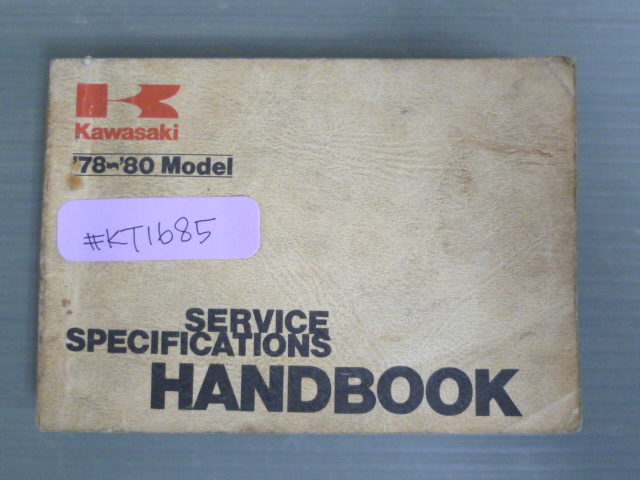 Kawasaki
'78~'80 Model
#KT1685
SERVICE
SPECIFICATIONS
HANDBOOK